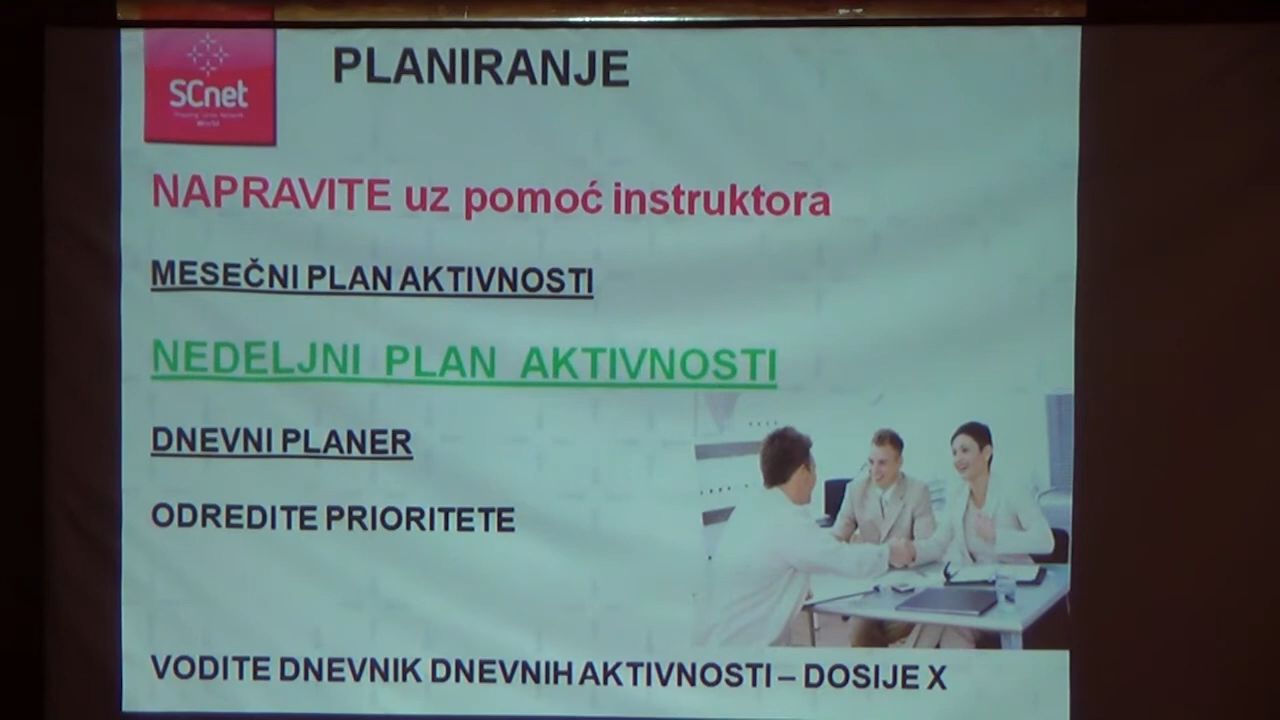 PLANIRANJE
SCnet
NAPRAVITE uz pomoć instruktora
MESEČNI PLAN AKTIVNOSTI
NEDELJNI PLAN AKTIVNOSTI
DNEVNI PLANER
ODREDITE PRIORITETE
VODITE DNEVNIK DNEVNIH AKTIVNOSTI – DOSIJE X